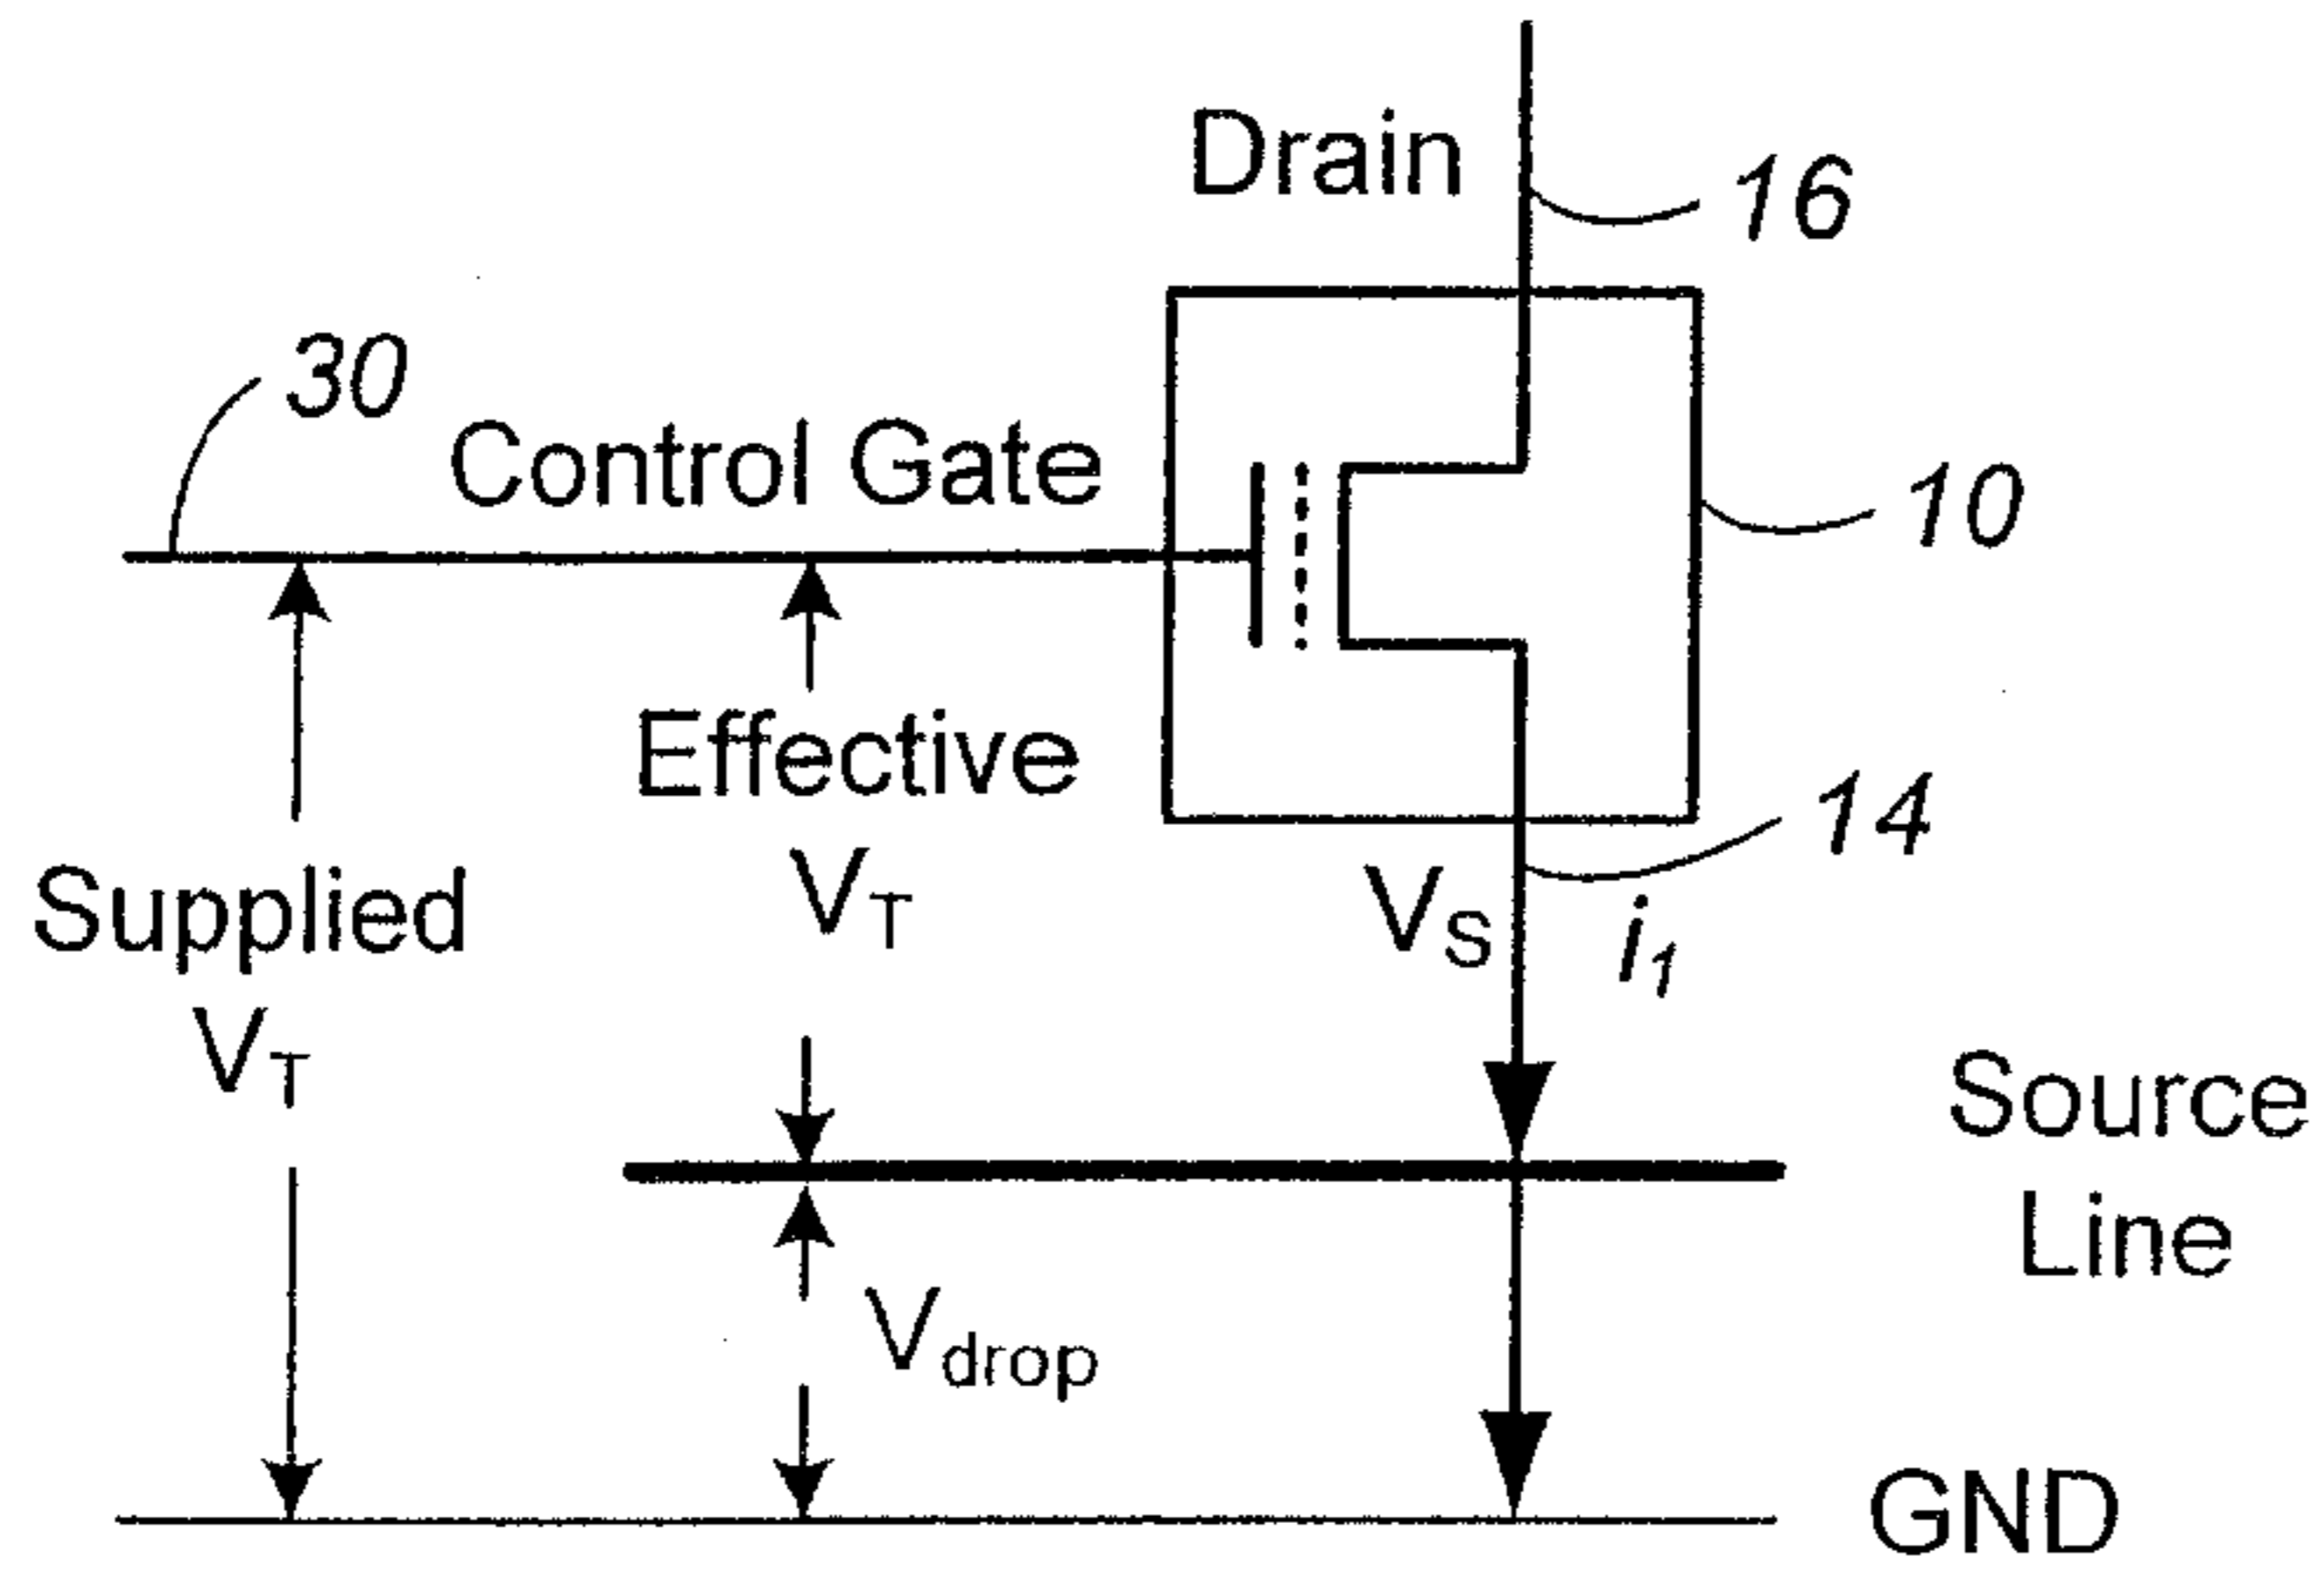 Drain
16
30
Control Gate
10
Effective
VT
14
Supplied
VT
VS
i1
Source
Line
Vdrop
GND